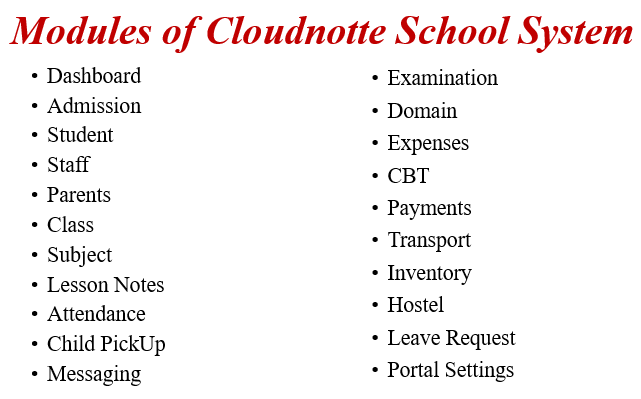 Modules of Cloudnotte School System
• Dashboard
• Admission
• Student
• Staff
• Parents
• Class
• Subject
• Lesson Notes
• Attendance
• Child PickUp
• Messaging
• Examination
• Domain
• Expenses
• CBT
• Payments
• Transport
• Inventory
• Hostel
• Leave Request
• Portal Settings